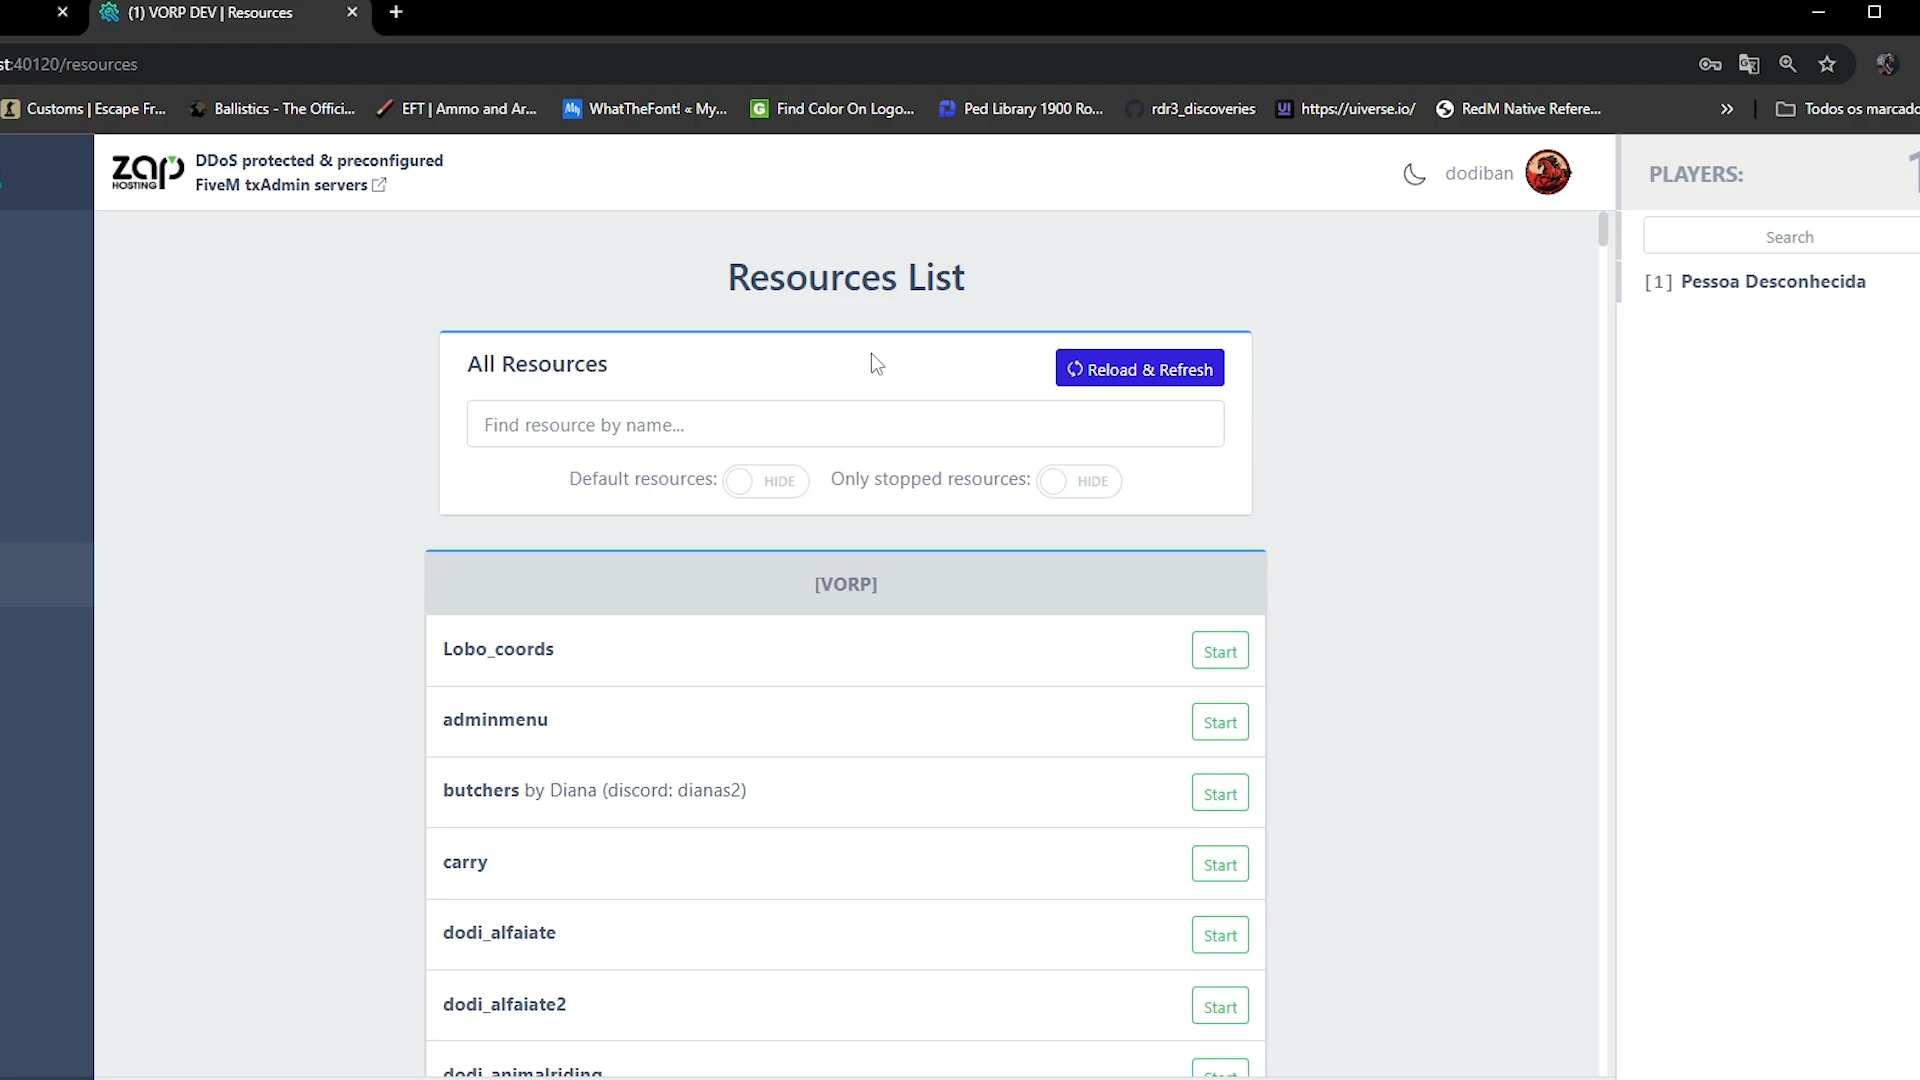 (1) VORP DEV | Resources
st:40120/resources
Customs | Escape Fr...
Ballistics - The Offici...
EFT | Ammo and Ar...
WhatTheFont! « My...
Find Color On Logo...
Ped Library 1900 Ro...
rdr3_discoveries
https://uiverse.io/
RedM Native Refere...
Todos os marcado
zap HOSTING
DDoS protected & preconfigured
FiveM txAdmin servers
dodiban
PLAYERS:
1
Search
[1] Pessoa Desconhecida
Resources List
All Resources
Reload & Refresh
Find resource by name...
Default resources: HIDE
Only stopped resources: HIDE
[VORP]
Lobo_coords
Start
adminmenu
Start
butchers by Diana (discord: dianas2)
Start
carry
Start
dodi_alfaiate
Start
dodi_alfaiate2
Start
dodi_animalriding
Start